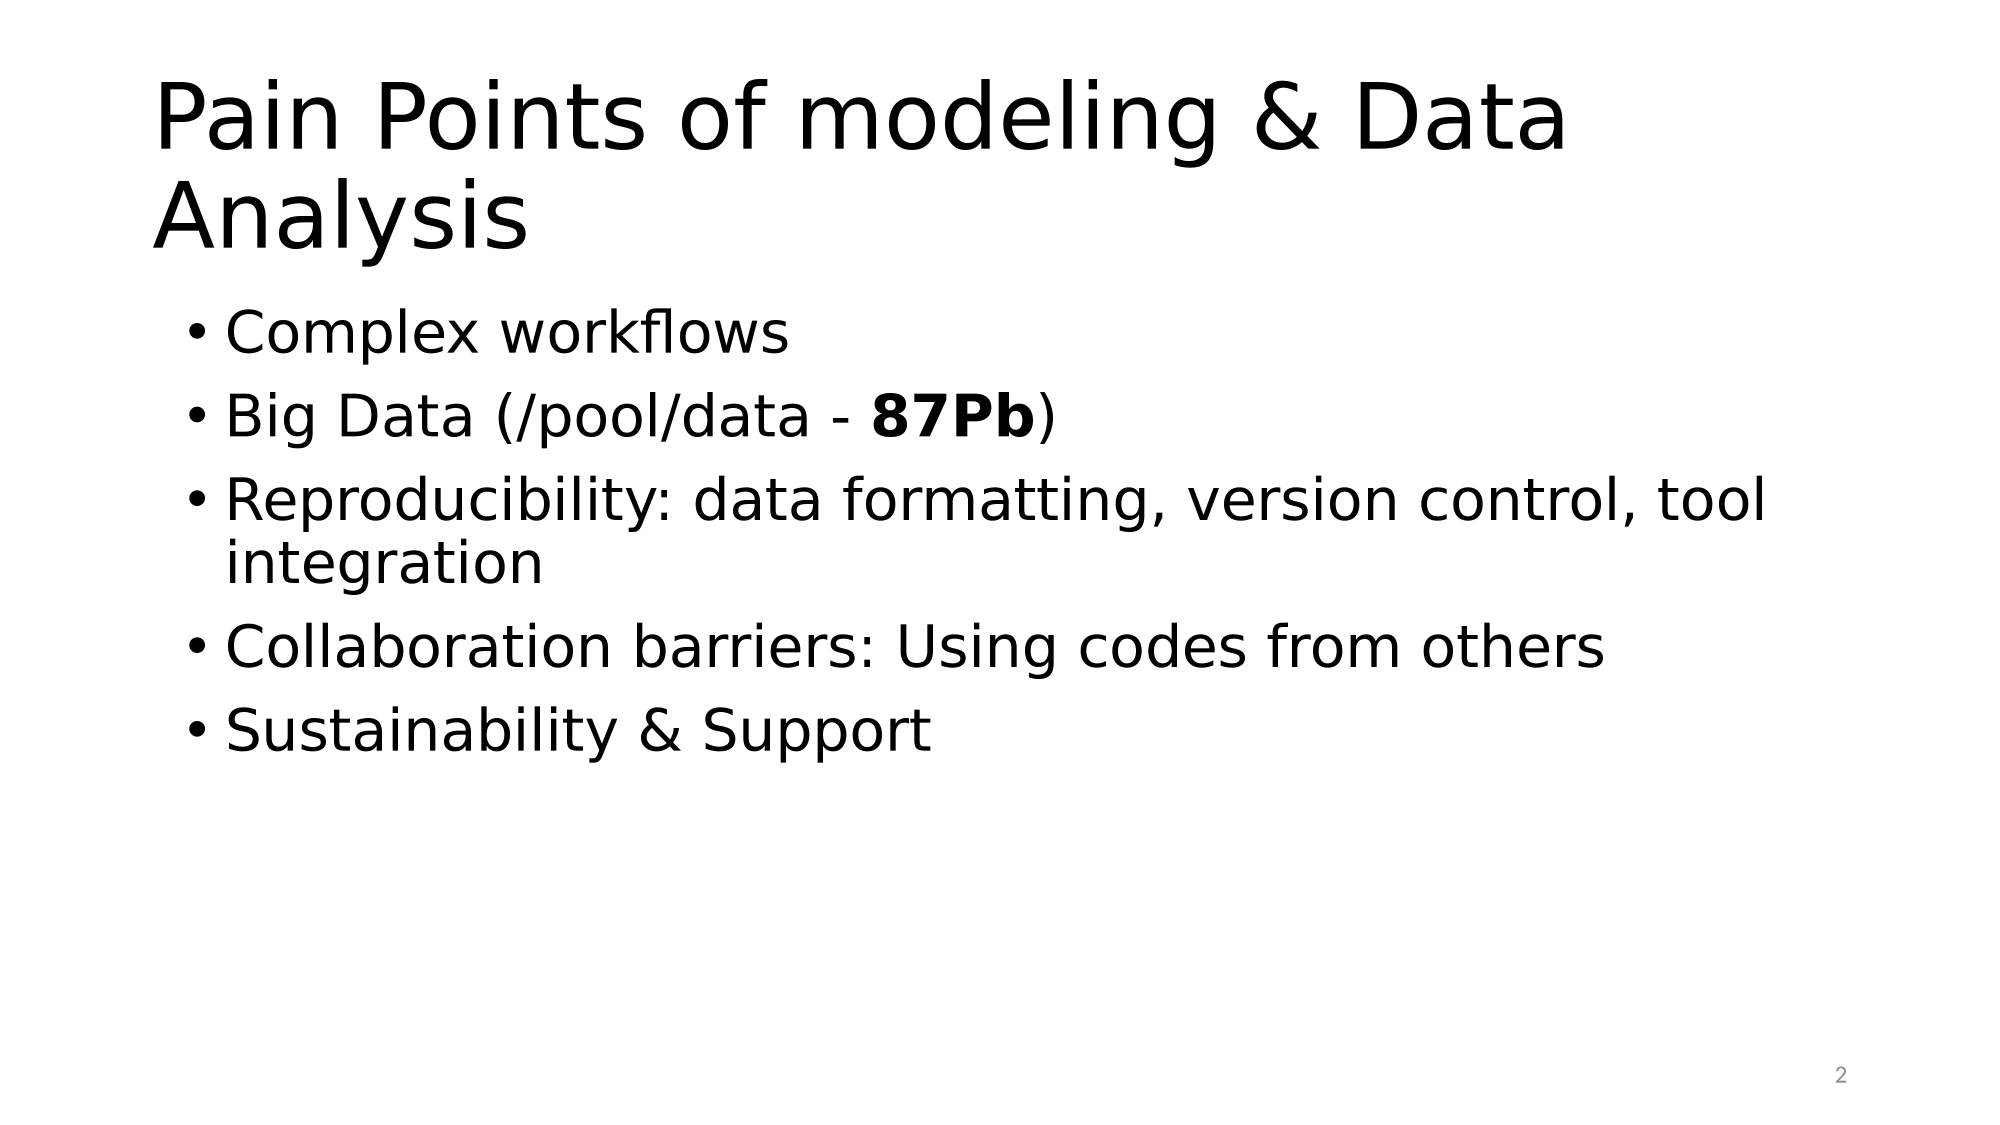 Pain Points of modeling & Data
Analysis
• Complex workflows
• Big Data (/pool/data - 87Pb)
• Reproducibility: data formatting, version control, tool
integration
• Collaboration barriers: Using codes from others
• Sustainability & Support
2